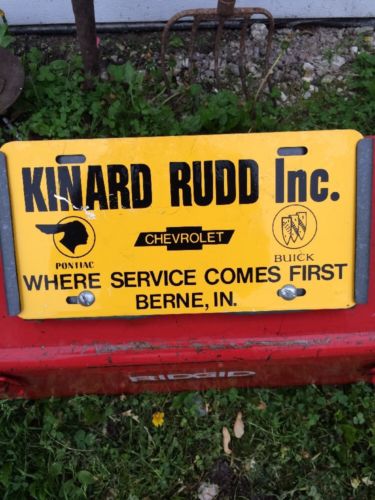 KINARD RUDD Inc.
PONTIAC CHEVROLET BUICK
WHERE SERVICE COMES FIRST
BERNE, IN.
RIDGID